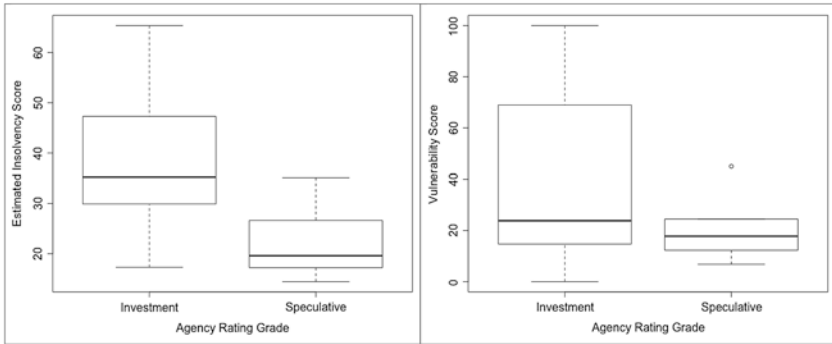 Estimated Insolvency Score
60
50
40
30
20
Investment
Speculative
Agency Rating Grade
Vulnerability Score
100
80
60
40
20
0
Investment
Speculative
Agency Rating Grade